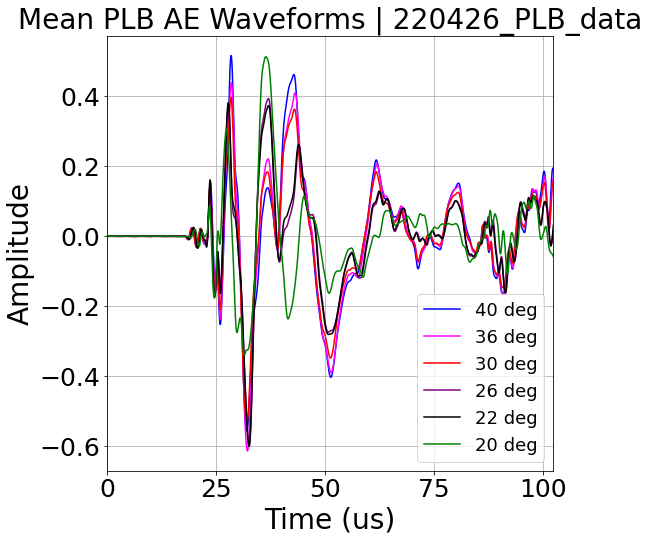 Mean PLB AE Waveforms | 220426_PLB_data
Amplitude
0.4
0.2
0.0
−0.2
−0.4
−0.6
40 deg
36 deg
30 deg
26 deg
22 deg
20 deg
0 25 50 75 100
Time (us)